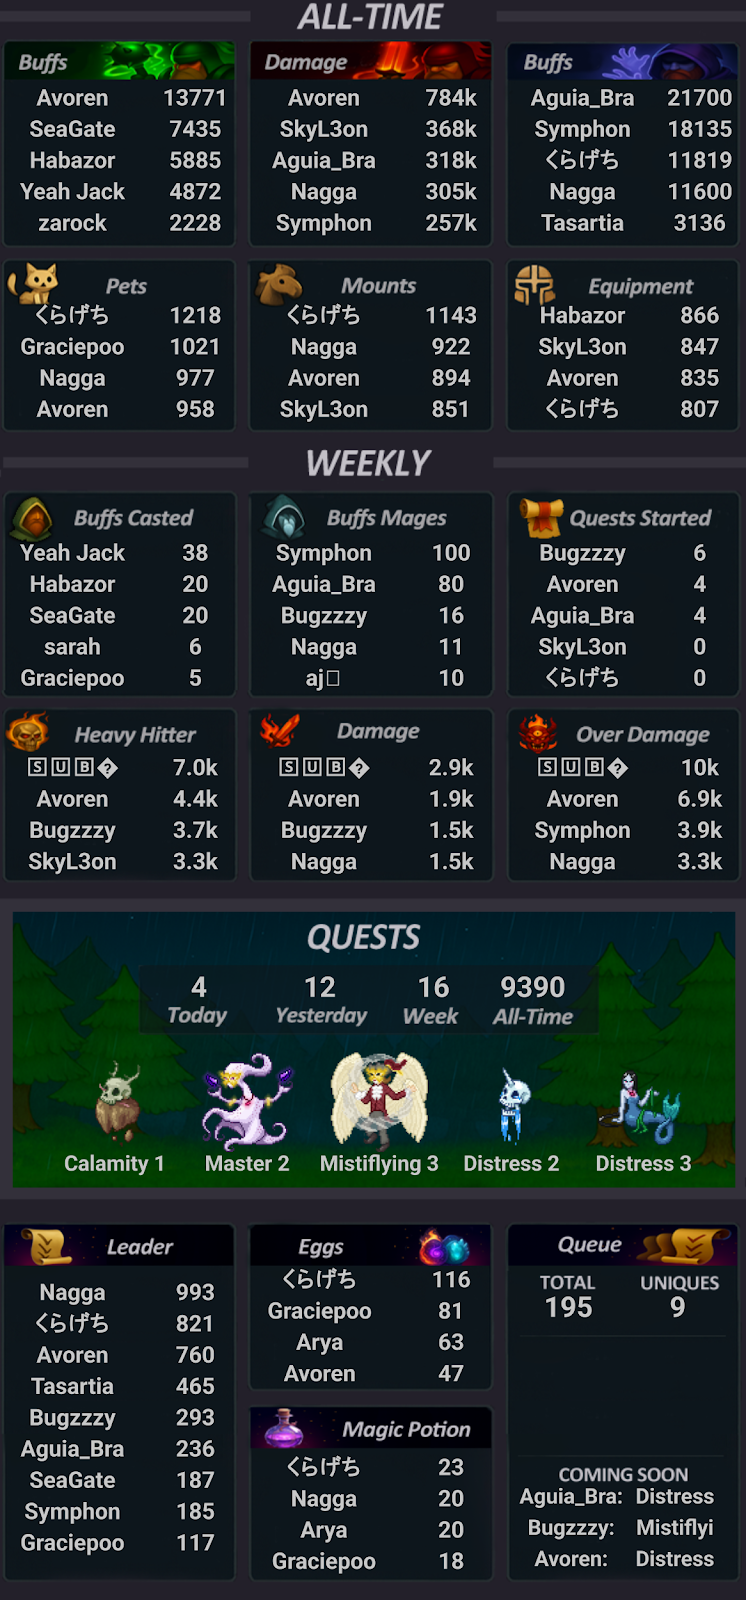 ALL-TIME
Buffs
Avoren 13771
SeaGate 7435
Habazor 5885
Yeah Jack 4872
zarock 2228
Damage
Avoren 784k
SkyL3on 368k
Aguia_Bra 318k
Nagga 305k
Symphon 257k
Buffs
Aguia_Bra 21700
Symphon 18135
くらげち 11819
Nagga 11600
Tasartia 3136
Pets
くらげち 1218
Graciepoo 1021
Nagga 977
Avoren 958
Mounts
くらげち 1143
Nagga 922
Avoren 894
SkyL3on 851
Equipment
Habazor 866
SkyL3on 847
Avoren 835
くらげち 807
WEEKLY
Buffs Casted
Yeah Jack 38
Habazor 20
SeaGate 20
sarah 6
Graciepoo 5
Buffs Mages
Symphon 100
Aguia_Bra 80
Bugzzzy 16
Nagga 11
aj▯ 10
Quests Started
Bugzzzy 6
Avoren 4
Aguia_Bra 4
SkyL3on 0
くらげち 0
Heavy Hitter
🅂🅄🄱� 7.0k
Avoren 4.4k
Bugzzzy 3.7k
SkyL3on 3.3k
Damage
🅂🅄🄱� 2.9k
Avoren 1.9k
Bugzzzy 1.5k
Nagga 1.5k
Over Damage
🅂🅄🄱� 10k
Avoren 6.9k
Symphon 3.9k
Nagga 3.3k
QUESTS
4 12 16 9390
Today Yesterday Week All-Time
Calamity 1 Master 2 Mistiflying 3 Distress 2 Distress 3
Leader
Nagga 993
くらげち 821
Avoren 760
Tasartia 465
Bugzzzy 293
Aguia_Bra 236
SeaGate 187
Symphon 185
Graciepoo 117
Eggs
くらげち 116
Graciepoo 81
Arya 63
Avoren 47
Magic Potion
くらげち 23
Nagga 20
Arya 20
Graciepoo 18
Queue
TOTAL UNIQUES
195 9
COMING SOON
Aguia_Bra: Distress
Bugzzzy: Mistiflyi
Avoren: Distress